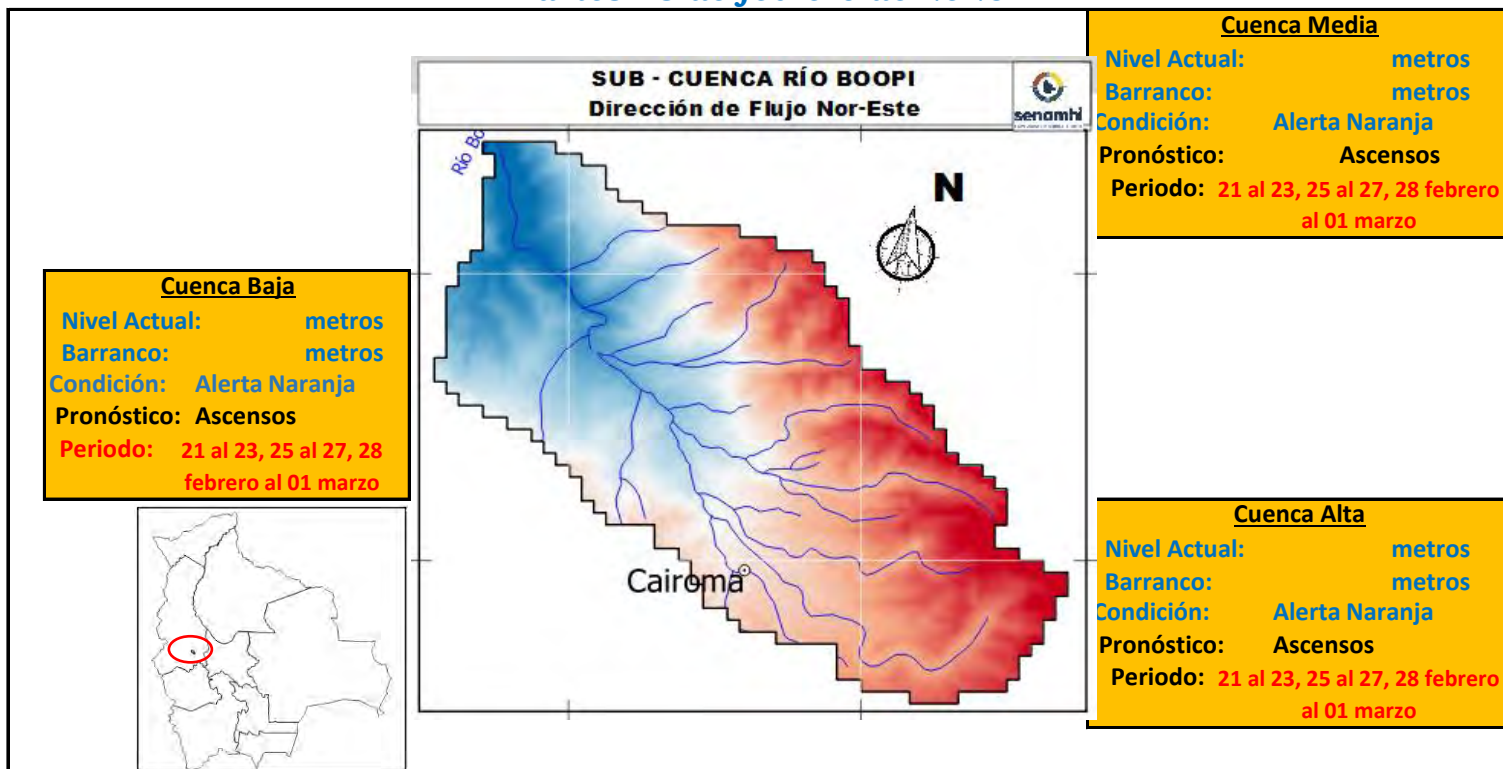 SUB - CUENCA RÍO BOOPI
Dirección de Flujo Nor-Este
senamhi
Río Bo
N
Cairoma
Cuenca Media
Nivel Actual: metros
Barranco: metros
Condición: Alerta Naranja
Pronóstico: Ascensos
Periodo: 21 al 23, 25 al 27, 28 febrero
al 01 marzo
Cuenca Baja
Nivel Actual: metros
Barranco: metros
Condición: Alerta Naranja
Pronóstico: Ascensos
Periodo: 21 al 23, 25 al 27, 28
febrero al 01 marzo
Cuenca Alta
Nivel Actual: metros
Barranco: metros
Condición: Alerta Naranja
Pronóstico: Ascensos
Periodo: 21 al 23, 25 al 27, 28 febrero
al 01 marzo